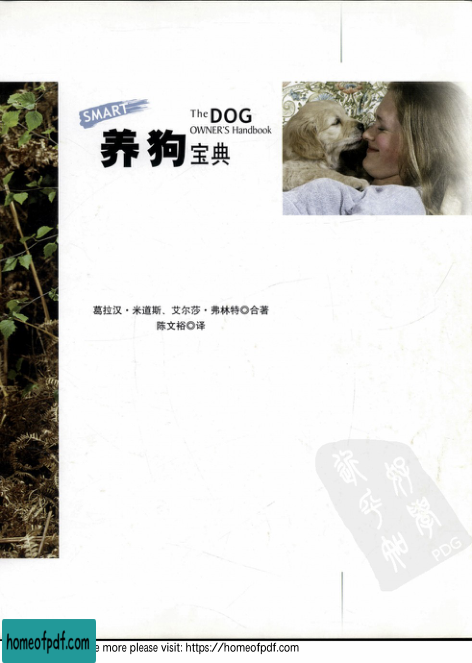 SMART
The DOG
OWNER'S Handbook
养狗宝典
葛拉汉·米道斯、艾尔莎·弗林特◎合著
陈文裕◎译
PDG
homeofpdf.com
e more please visit: https://homeofpdf.com